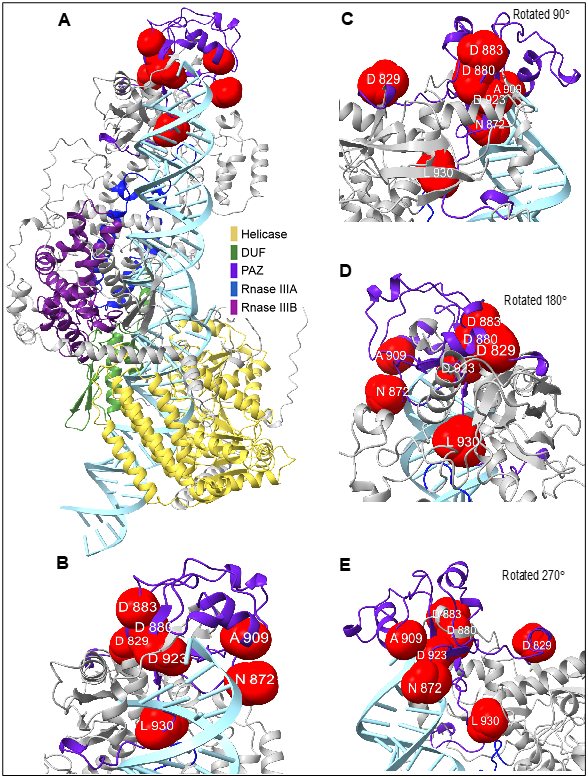 A
Helicase
DUF
PAZ
Rnase IIIA
Rnase IIIB
B
D 883
D 880
D 829
D 923
A 909
N 872
L 930
C
Rotated 90°
D 883
D 880
D 829
A 909
D 923
N 872
L 930
D
Rotated 180°
D 883
D 880
A 909
D 829
D 923
N 872
L 930
E
Rotated 270°
D 883
A 909
D 880
D 829
D 923
N 872
L 930